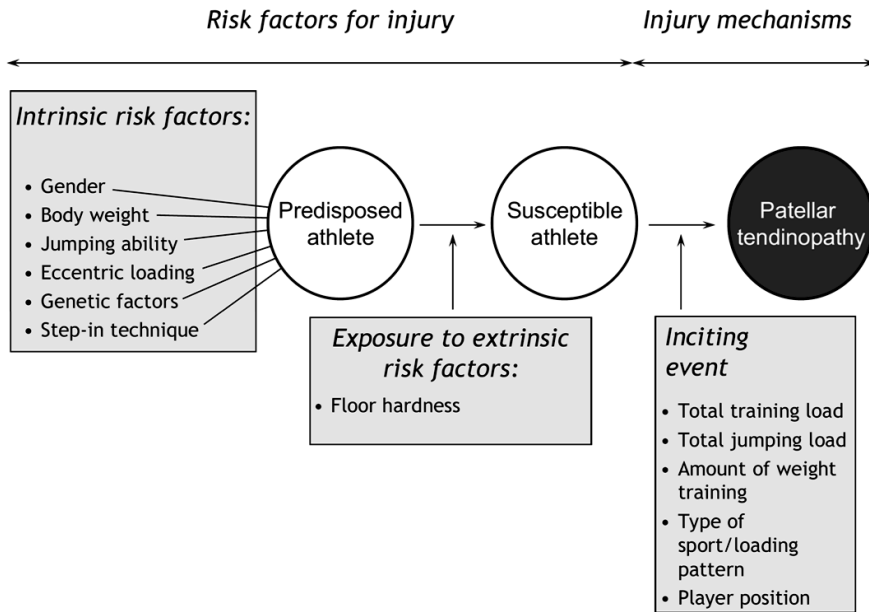 Risk factors for injury
Injury mechanisms
Intrinsic risk factors:
• Gender
• Body weight
• Jumping ability
• Eccentric loading
• Genetic factors
• Step-in technique
Predisposed
athlete
Susceptible
athlete
Patellar
tendinopathy
Exposure to extrinsic
risk factors:
• Floor hardness
Inciting
event
• Total training load
• Total jumping load
• Amount of weight
training
• Type of
sport/loading
pattern
• Player position